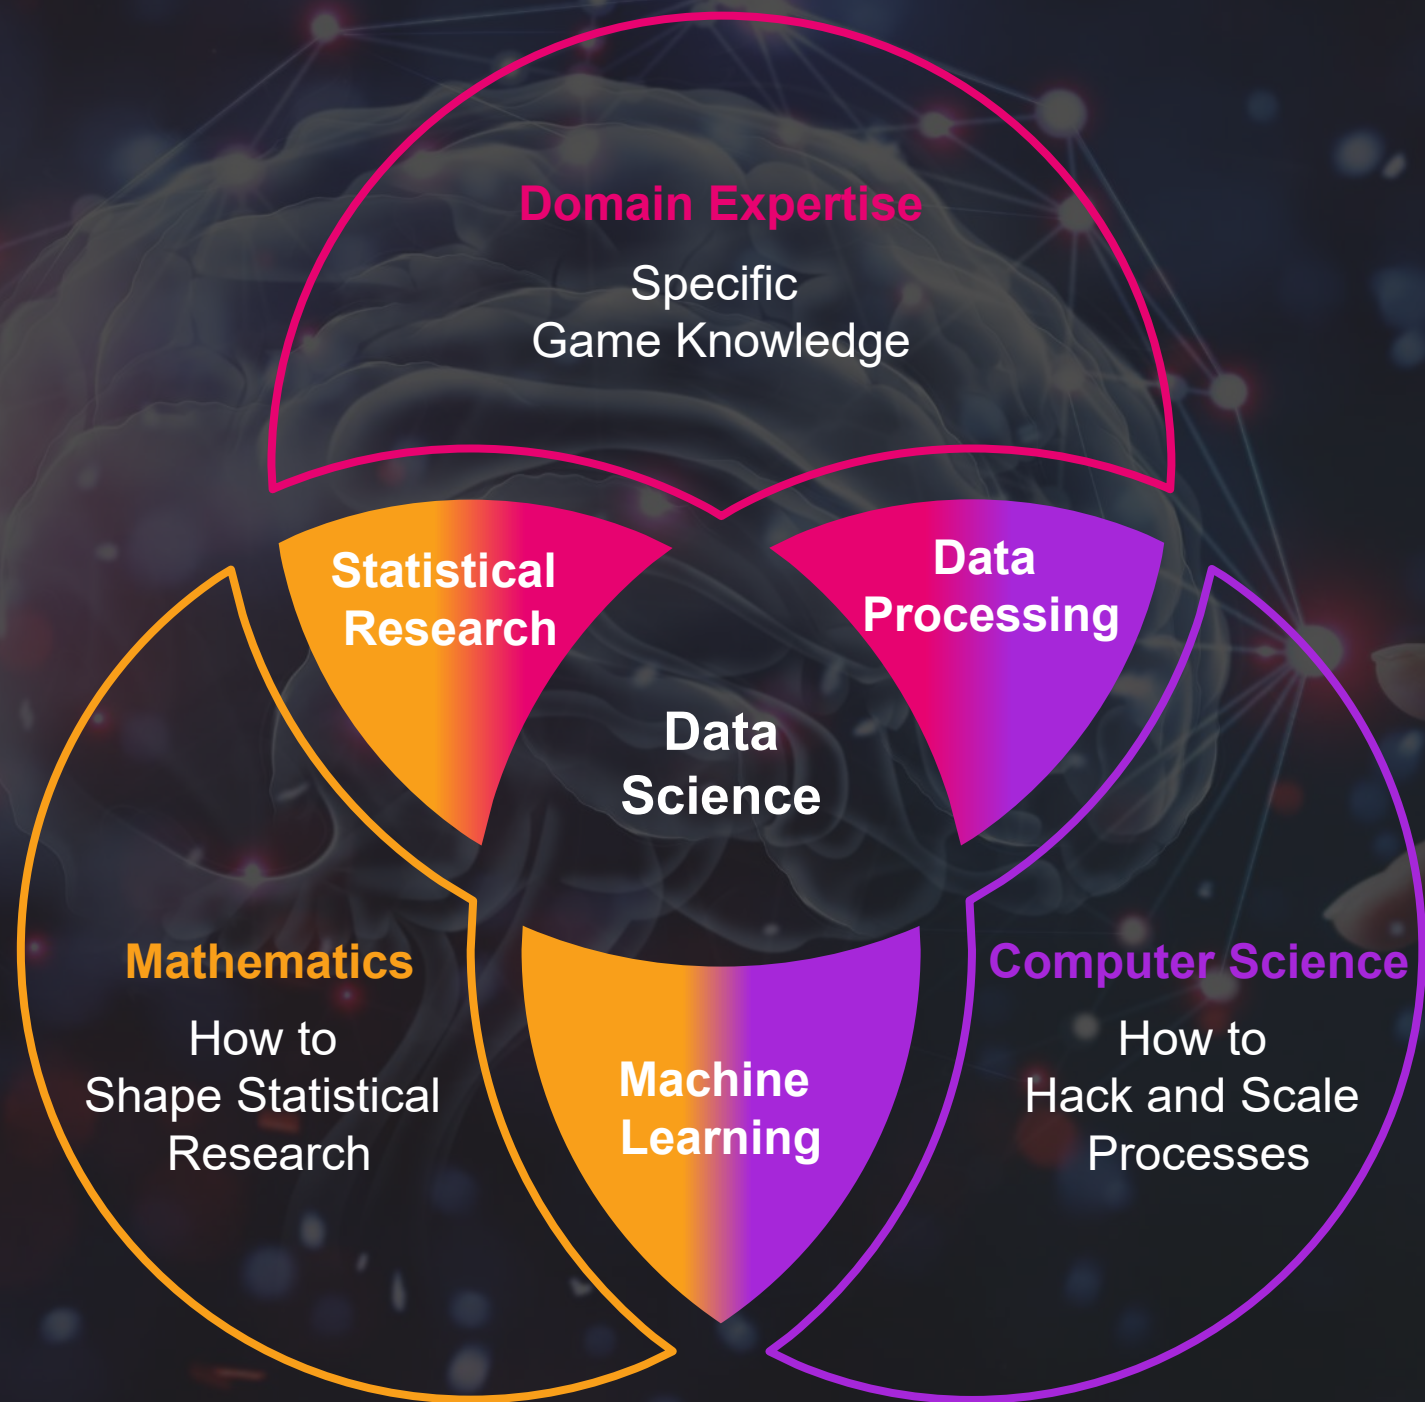 Domain Expertise
Specific
Game Knowledge
Statistical
Research
Data
Processing
Data
Science
Mathematics
How to
Shape Statistical
Research
Machine
Learning
Computer Science
How to
Hack and Scale
Processes